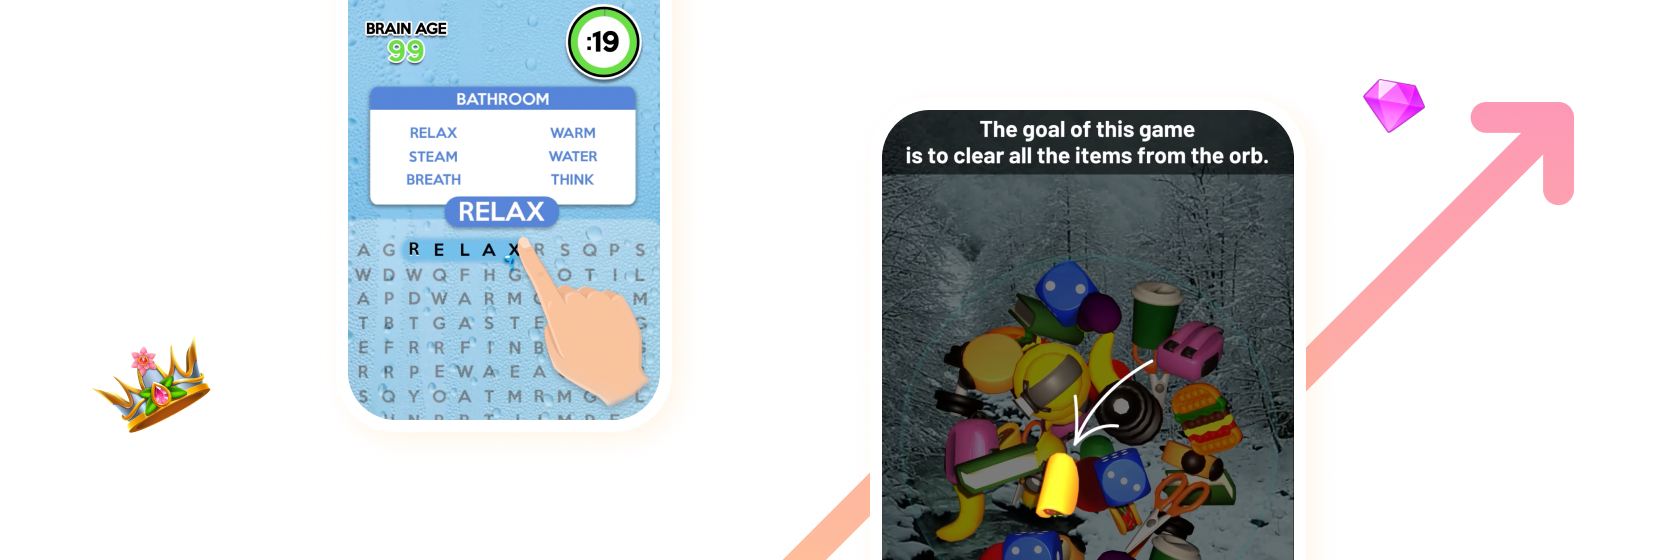 BRAIN AGE
99
:19
BATHROOM
RELAX WARM
STEAM WATER
BREATH THINK
RELAX
A G R E L A X R S Q P S
W D W Q F H G O T I L
A P D W A R M M
T B T G A S T E G
E F R R F I N B
R R P E W A E A
S Q Y O A T M R M G L
The goal of this game
is to clear all the items from the orb.